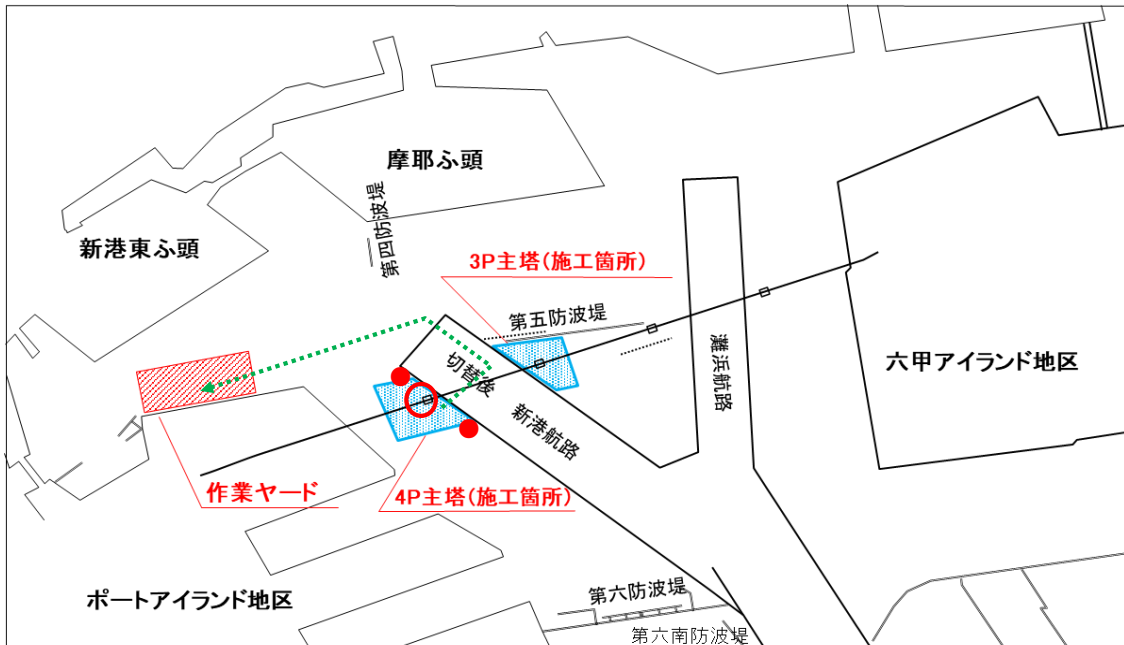 摩耶ふ頭
第四防波堤
新港東ふ頭
3P主塔(施工箇所)
第五防波堤
切替後 新港航路
灘浜航路
六甲アイランド地区
作業ヤード
4P主塔(施工箇所)
ポートアイランド地区
第六防波堤
第六南防波堤